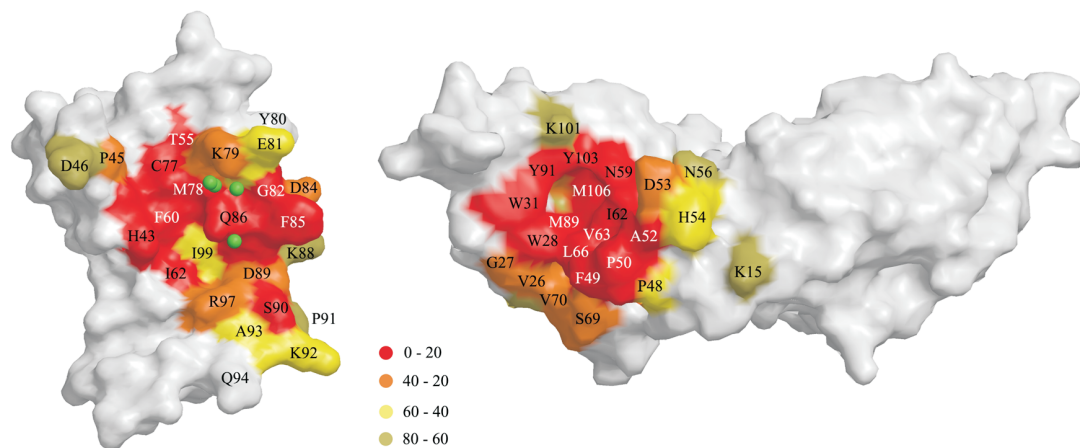 Y80
T55
E81
K79
P45
D46
C77
M78
G82
D84
F60
Q86
F85
H43
I99
K88
I62
D89
R97
S90
P91
A93
K92
Q94
0 - 20
40 - 20
60 - 40
80 - 60
K101
Y103
Y91
N59
N56
M106
D53
W31
I62
H54
M89
V63
A52
W28
L66
P50
G27
F49
K15
V26
P48
V70
S69